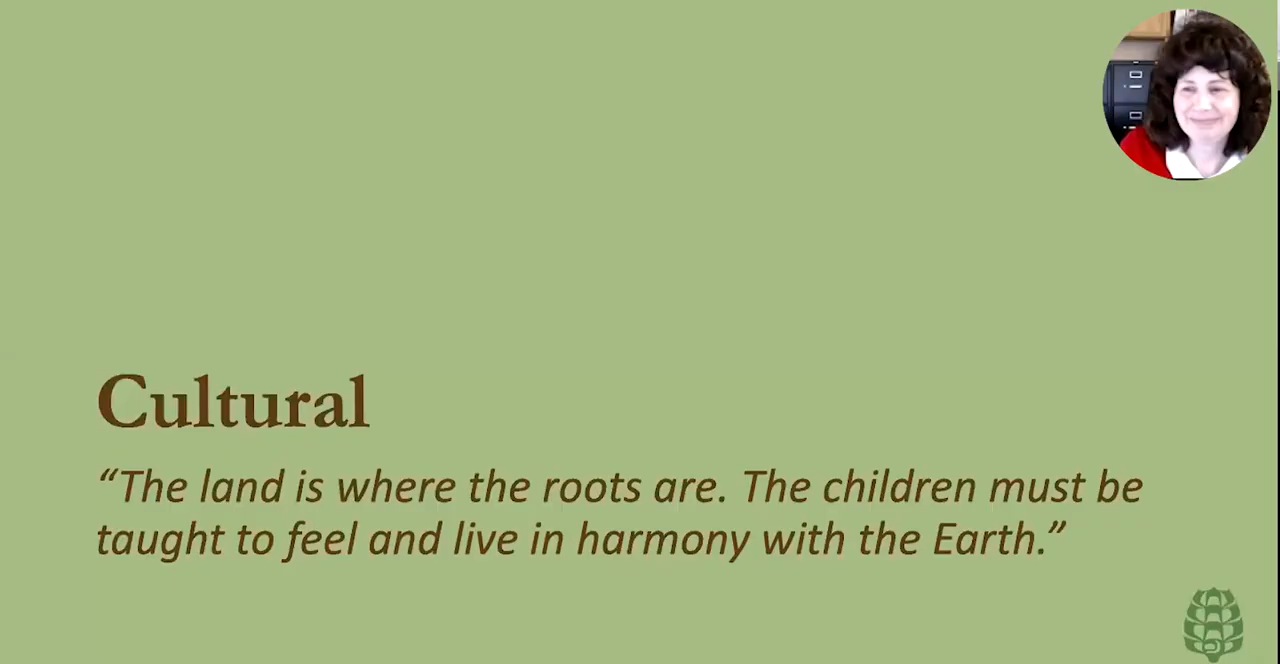 Cultural
“The land is where the roots are. The children must be
taught to feel and live in harmony with the Earth.”